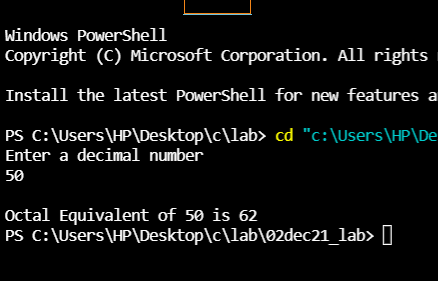 Windows PowerShell
Copyright (C) Microsoft Corporation. All rights
Install the latest PowerShell for new features
PS C:\Users\HP\Desktop\c\lab> cd "c:\Users\HP\De
Enter a decimal number
50
Octal Equivalent of 50 is 62
PS C:\Users\HP\Desktop\c\lab\02dec21_lab>